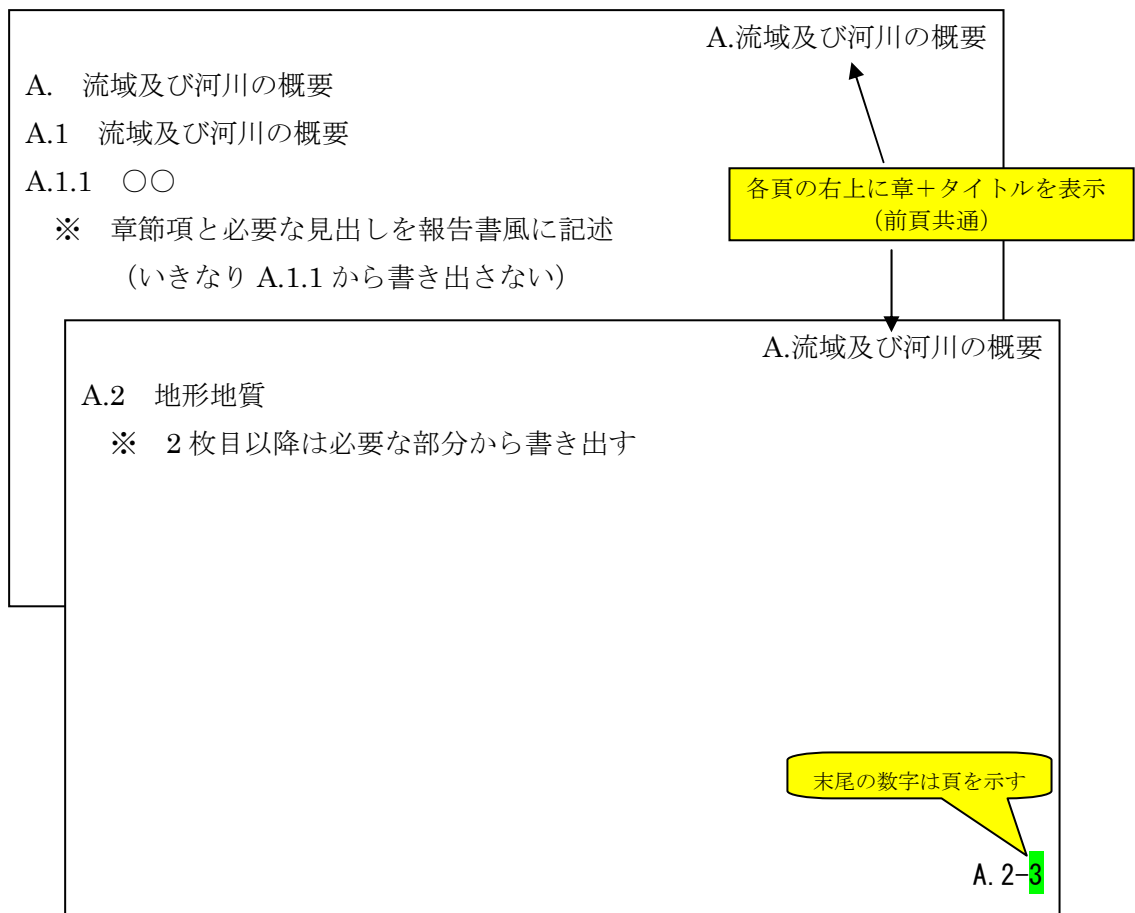 A.流域及び河川の概要
A.　流域及び河川の概要
A.1　流域及び河川の概要
A.1.1　○○
※　章節項と必要な見出しを報告書風に記述
（いきなり A.1.1 から書き出さない）
各頁の右上に章＋タイトルを表示
（前頁共通）
A.流域及び河川の概要
A.2　地形地質
※　2 枚目以降は必要な部分から書き出す
末尾の数字は頁を示す
A.2-3